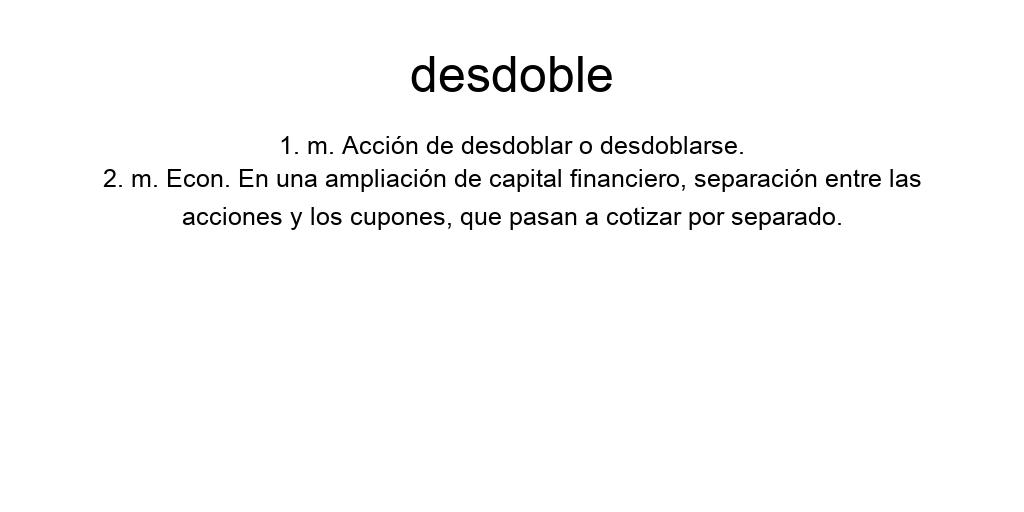 desdoble
1. m. Acción de desdoblar o desdoblarse.
2. m. Econ. En una ampliación de capital financiero, separación entre las
acciones y los cupones, que pasan a cotizar por separado.